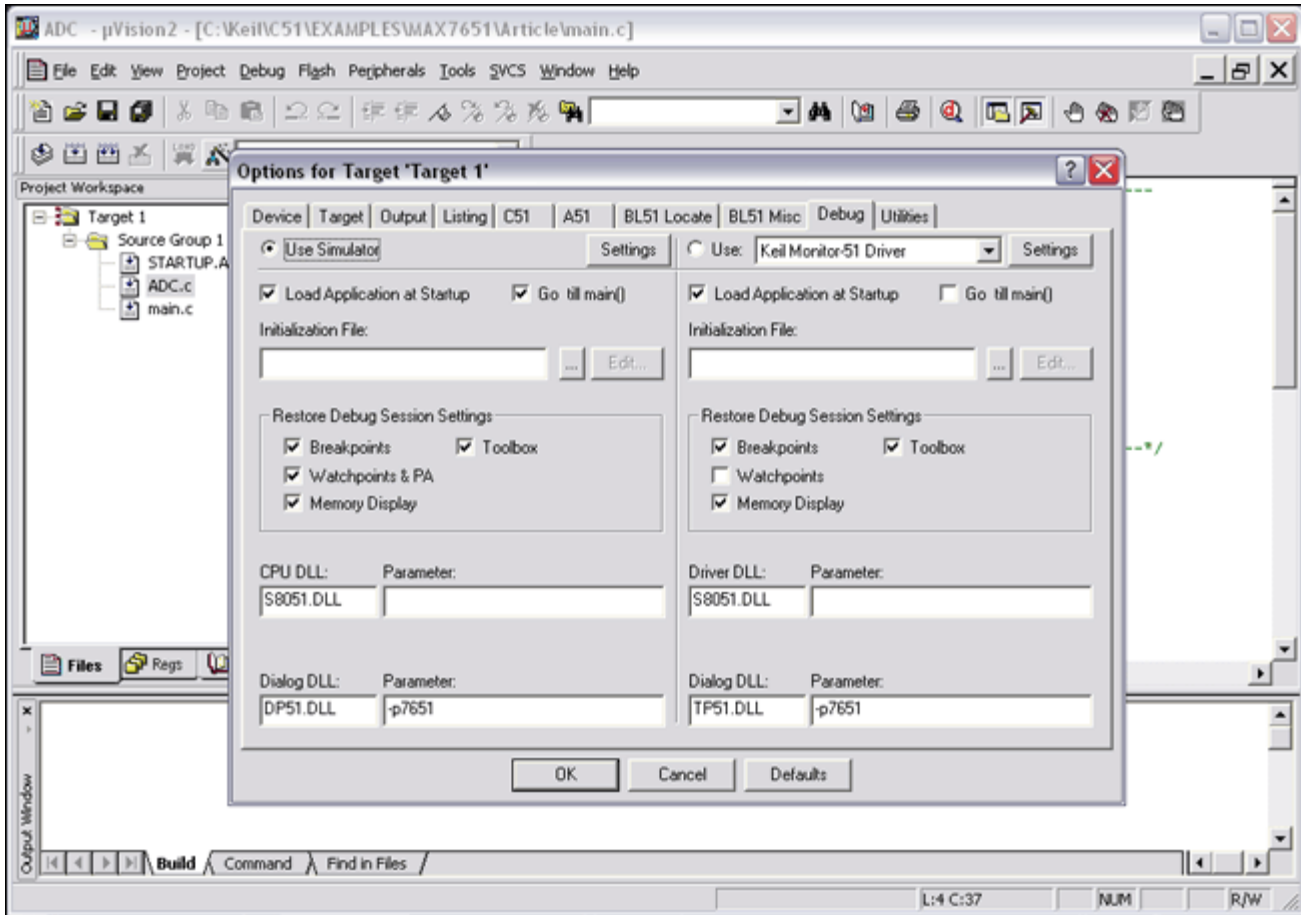 ADC - µVision2 - [C:\Keil\C51\EXAMPLES\MAX7651\Article\main.c]
File Edit View Project Debug Flash Peripherals Tools SVCS Window Help
Project Workspace
Target 1
Source Group 1
STARTUP.A
ADC.c
main.c
Files Regs
Options for Target 'Target 1'
Device Target Output Listing C51 A51 BL51 Locate BL51 Misc Debug Utilities
Use Simulator Settings Use: Keil Monitor-51 Driver Settings
Load Application at Startup Go till main() Load Application at Startup Go till main()
Initialization File: Initialization File:
... Edit... ... Edit...
Restore Debug Session Settings Restore Debug Session Settings
Breakpoints Toolbox Breakpoints Toolbox
Watchpoints & PA Watchpoints
Memory Display Memory Display
CPU DLL: Parameter: Driver DLL: Parameter:
S8051.DLL S8051.DLL
Dialog DLL: Parameter: Dialog DLL: Parameter:
DP51.DLL -p7651 TP51.DLL -p7651
OK Cancel Defaults
---
--*/
Output Window
Build Command Find in Files
L:4 C:37 NUM R/W